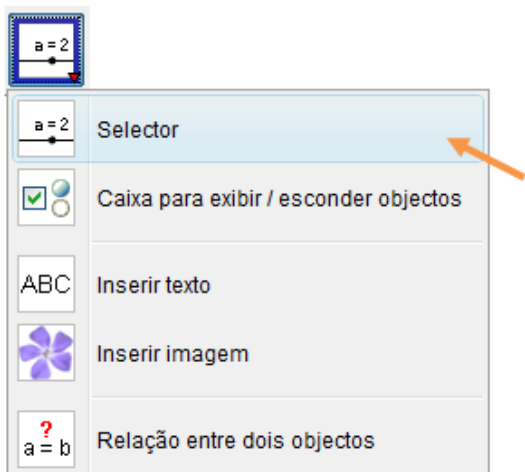 a = 2
a = 2 Selector
Caixa para exibir / esconder objectos
ABC Inserir texto
Inserir imagem
?
a = b Relação entre dois objectos